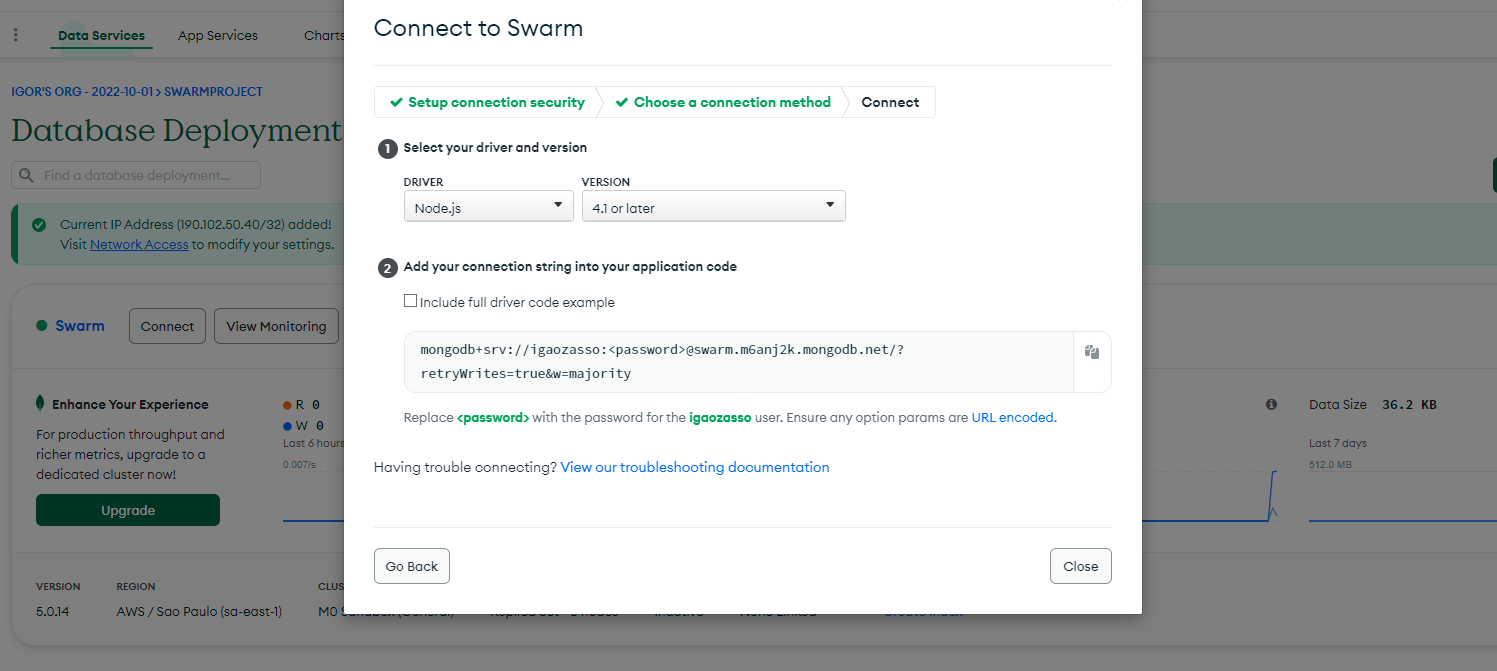 Connect to Swarm
Data Services App Services Charts
IGOR'S ORG - 2022-10-01 > SWARMPROJECT
Database Deployment
Find a database deployment...
Setup connection security
Choose a connection method
Connect
1 Select your driver and version
DRIVER VERSION
Node.js 4.1 or later
Current IP Address (190.102.50.40/32) added!
Visit Network Access to modify your settings.
2 Add your connection string into your application code
Include full driver code example
mongodb+srv://igaozasso:<password>@swarm.m6anj2k.mongodb.net/?
retryWrites=true&w=majority
Replace <password> with the password for the igaozasso user. Ensure any option params are URL encoded.
Having trouble connecting? View our troubleshooting documentation
Go Back Close
Swarm Connect View Monitoring
Enhance Your Experience
For production throughput and
richer metrics, upgrade to a
dedicated cluster now!
Upgrade
R 0
W 0
Last 6 hours
0.007/s
Data Size 36.2 KB
Last 7 days
512.0 MB
VERSION REGION CLUS
5.0.14 AWS / Sao Paulo (sa-east-1) M0